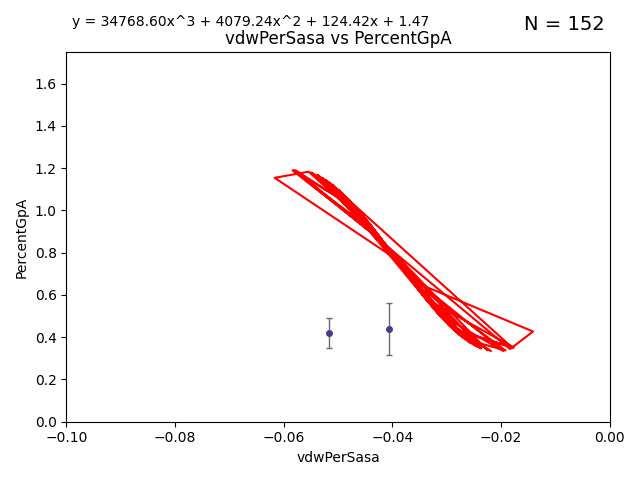 y = 34768.60x^3 + 4079.24x^2 + 124.42x + 1.47
N = 152
vdwPerSasa vs PercentGpA
PercentGpA
1.6
1.4
1.2
1.0
0.8
0.6
0.4
0.2
0.0
−0.10 −0.08 −0.06 −0.04 −0.02 0.00
vdwPerSasa